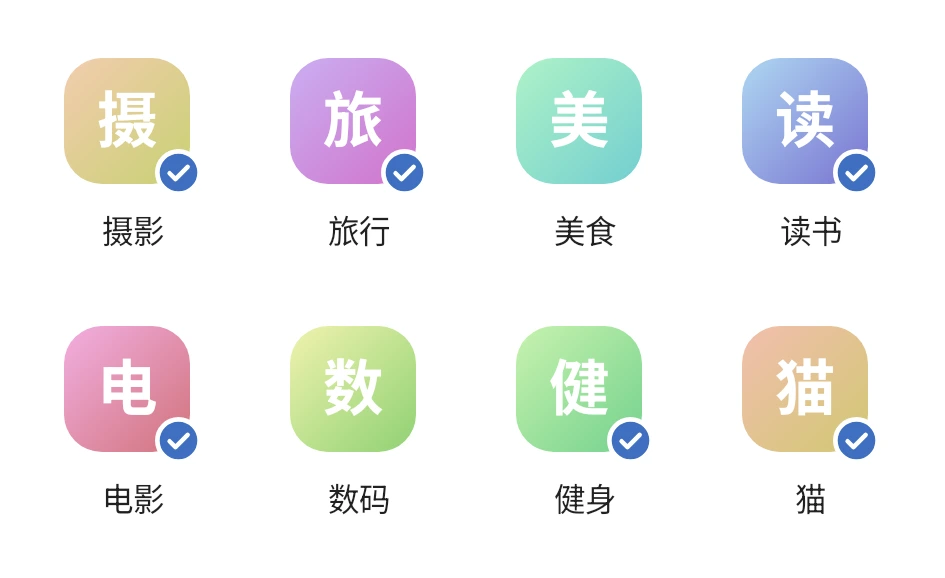 摄 旅 美 读
摄影 旅行 美食 读书
电 数 健 猫
电影 数码 健身 猫